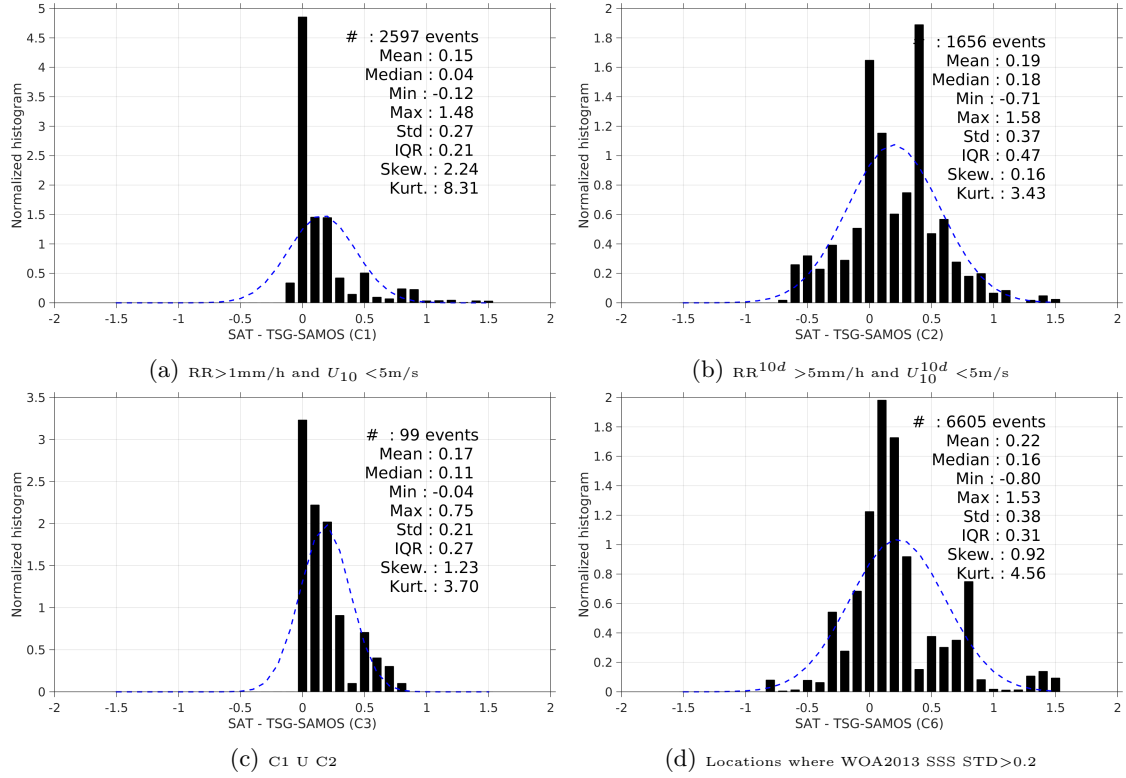 5
4.5
4
3.5
3
2.5
2
1.5
1
0.5
0
-2 -1.5 -1 -0.5 0 0.5 1 1.5 2
Normalized histogram
SAT - TSG-SAMOS (C1)
# : 2597 events
Mean : 0.15
Median : 0.04
Min : -0.12
Max : 1.48
Std : 0.27
IQR : 0.21
Skew. : 2.24
Kurt. : 8.31
(a) RR>1mm/h and U10 <5m/s
2
1.8
1.6
1.4
1.2
1
0.8
0.6
0.4
0.2
0
-2 -1.5 -1 -0.5 0 0.5 1 1.5 2
Normalized histogram
SAT - TSG-SAMOS (C2)
# : 1656 events
Mean : 0.19
Median : 0.18
Min : -0.71
Max : 1.58
Std : 0.37
IQR : 0.47
Skew. : 0.16
Kurt. : 3.43
(b) RR^10d >5mm/h and U10^10d <5m/s
3.5
3
2.5
2
1.5
1
0.5
0
-2 -1.5 -1 -0.5 0 0.5 1 1.5 2
Normalized histogram
SAT - TSG-SAMOS (C3)
# : 99 events
Mean : 0.17
Median : 0.11
Min : -0.04
Max : 0.75
Std : 0.21
IQR : 0.27
Skew. : 1.23
Kurt. : 3.70
(c) C1 U C2
2
1.8
1.6
1.4
1.2
1
0.8
0.6
0.4
0.2
0
-2 -1.5 -1 -0.5 0 0.5 1 1.5 2
Normalized histogram
SAT - TSG-SAMOS (C6)
# : 6605 events
Mean : 0.22
Median : 0.16
Min : -0.80
Max : 1.53
Std : 0.38
IQR : 0.31
Skew. : 0.92
Kurt. : 4.56
(d) Locations where WOA2013 SSS STD>0.2